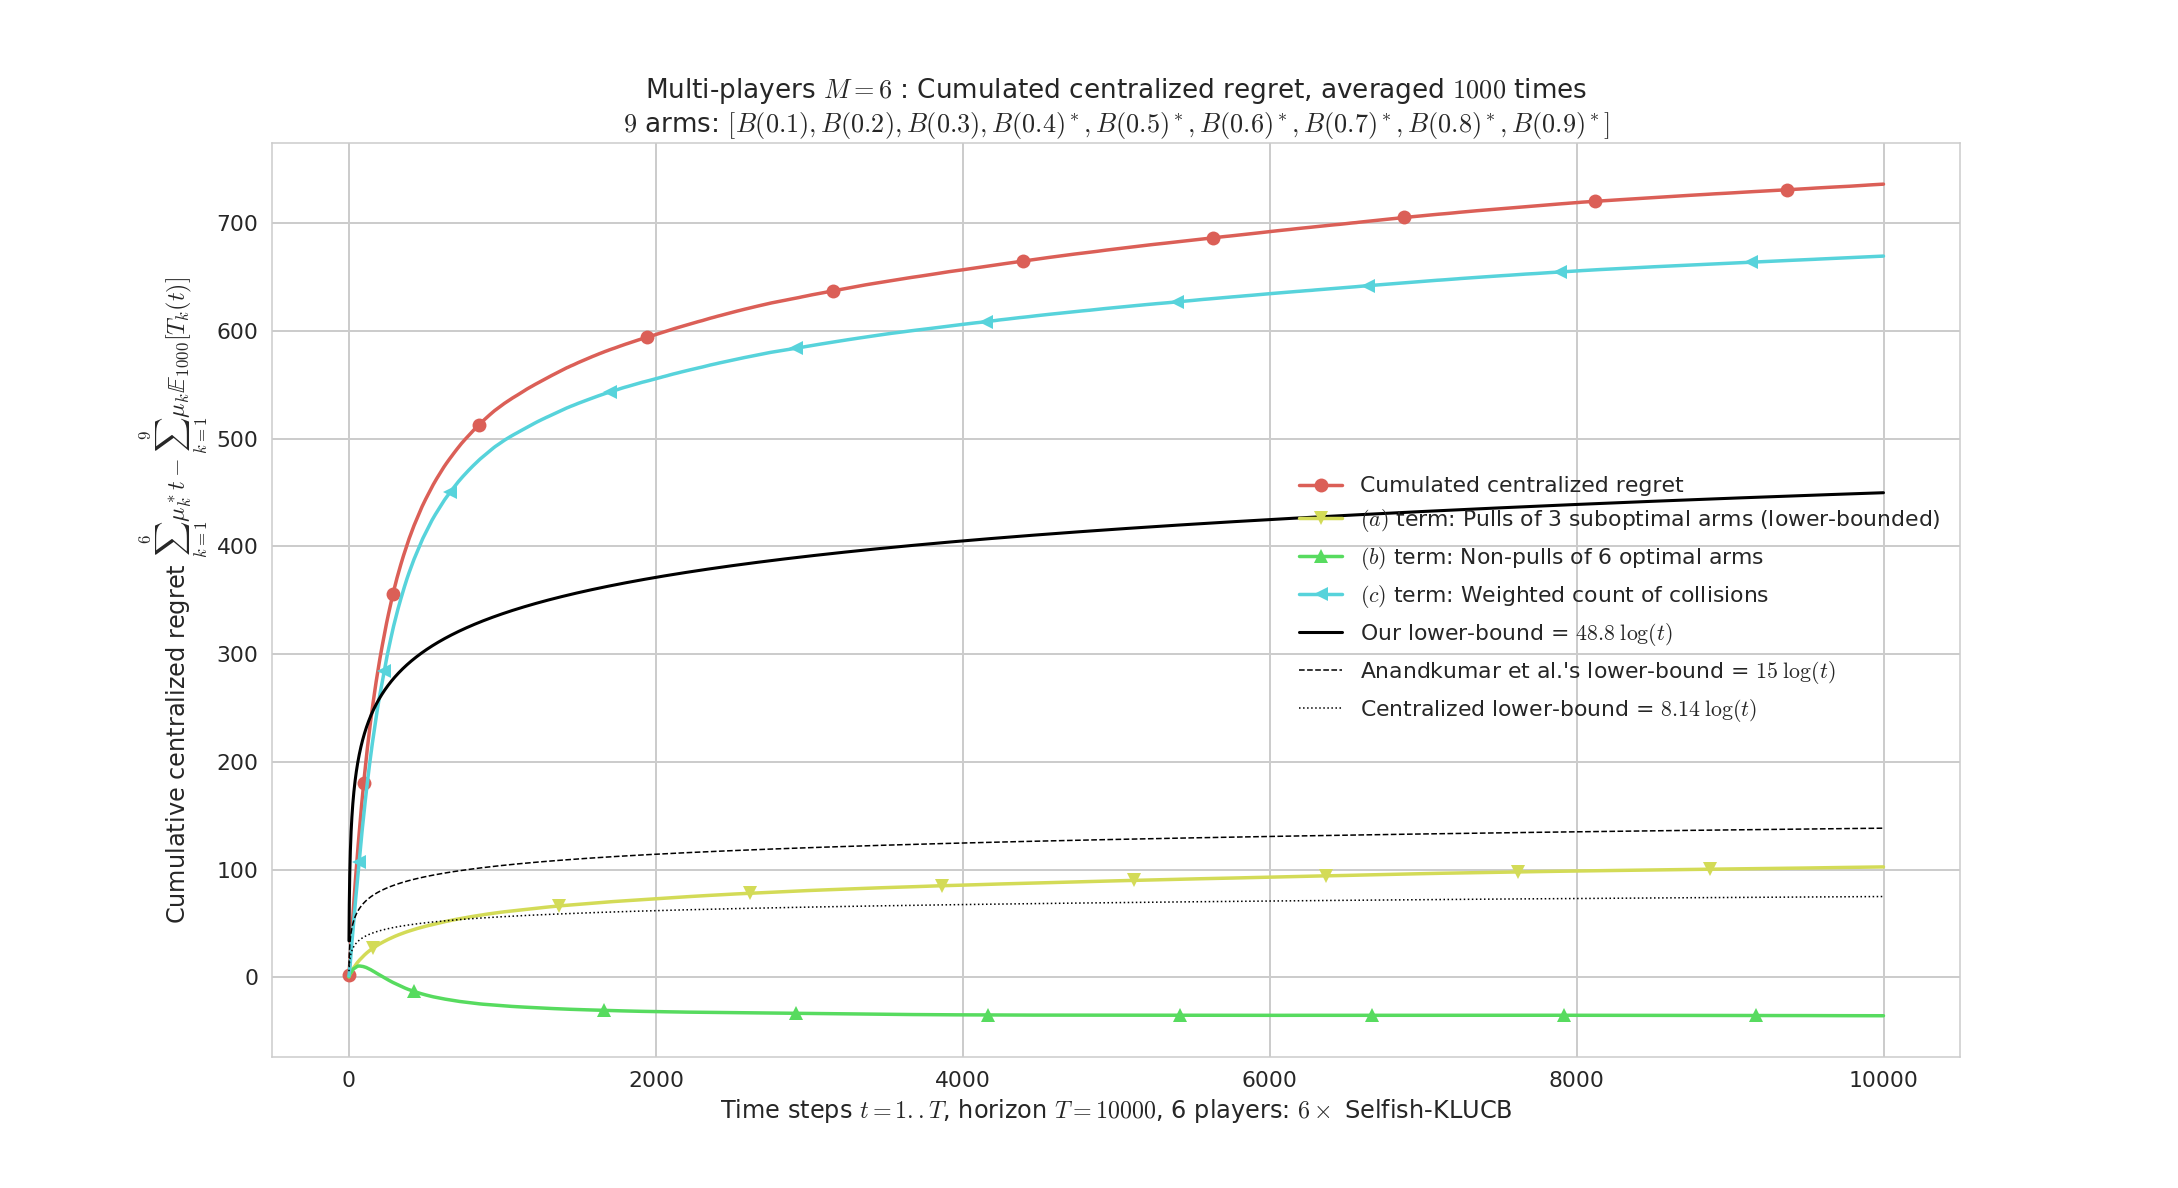 Multi-players M = 6 : Cumulated centralized regret, averaged 1000 times
9 arms: [B(0.1), B(0.2), B(0.3), B(0.4)*, B(0.5)*, B(0.6)*, B(0.7)*, B(0.8)*, B(0.9)*]
Cumulative centralized regret ∑_{k=1}^{6} μ_k^* t − ∑_{k=1}^{9} μ_k 𝔼_{1000}[T_k(t)]
700
600
500
400
300
200
100
0
Cumulated centralized regret
(a) term: Pulls of 3 suboptimal arms (lower-bounded)
(b) term: Non-pulls of 6 optimal arms
(c) term: Weighted count of collisions
Our lower-bound = 48.8 log(t)
Anandkumar et al.'s lower-bound = 15 log(t)
Centralized lower-bound = 8.14 log(t)
0 2000 4000 6000 8000 10000
Time steps t = 1..T, horizon T = 10000, 6 players: 6× Selfish-KLUCB